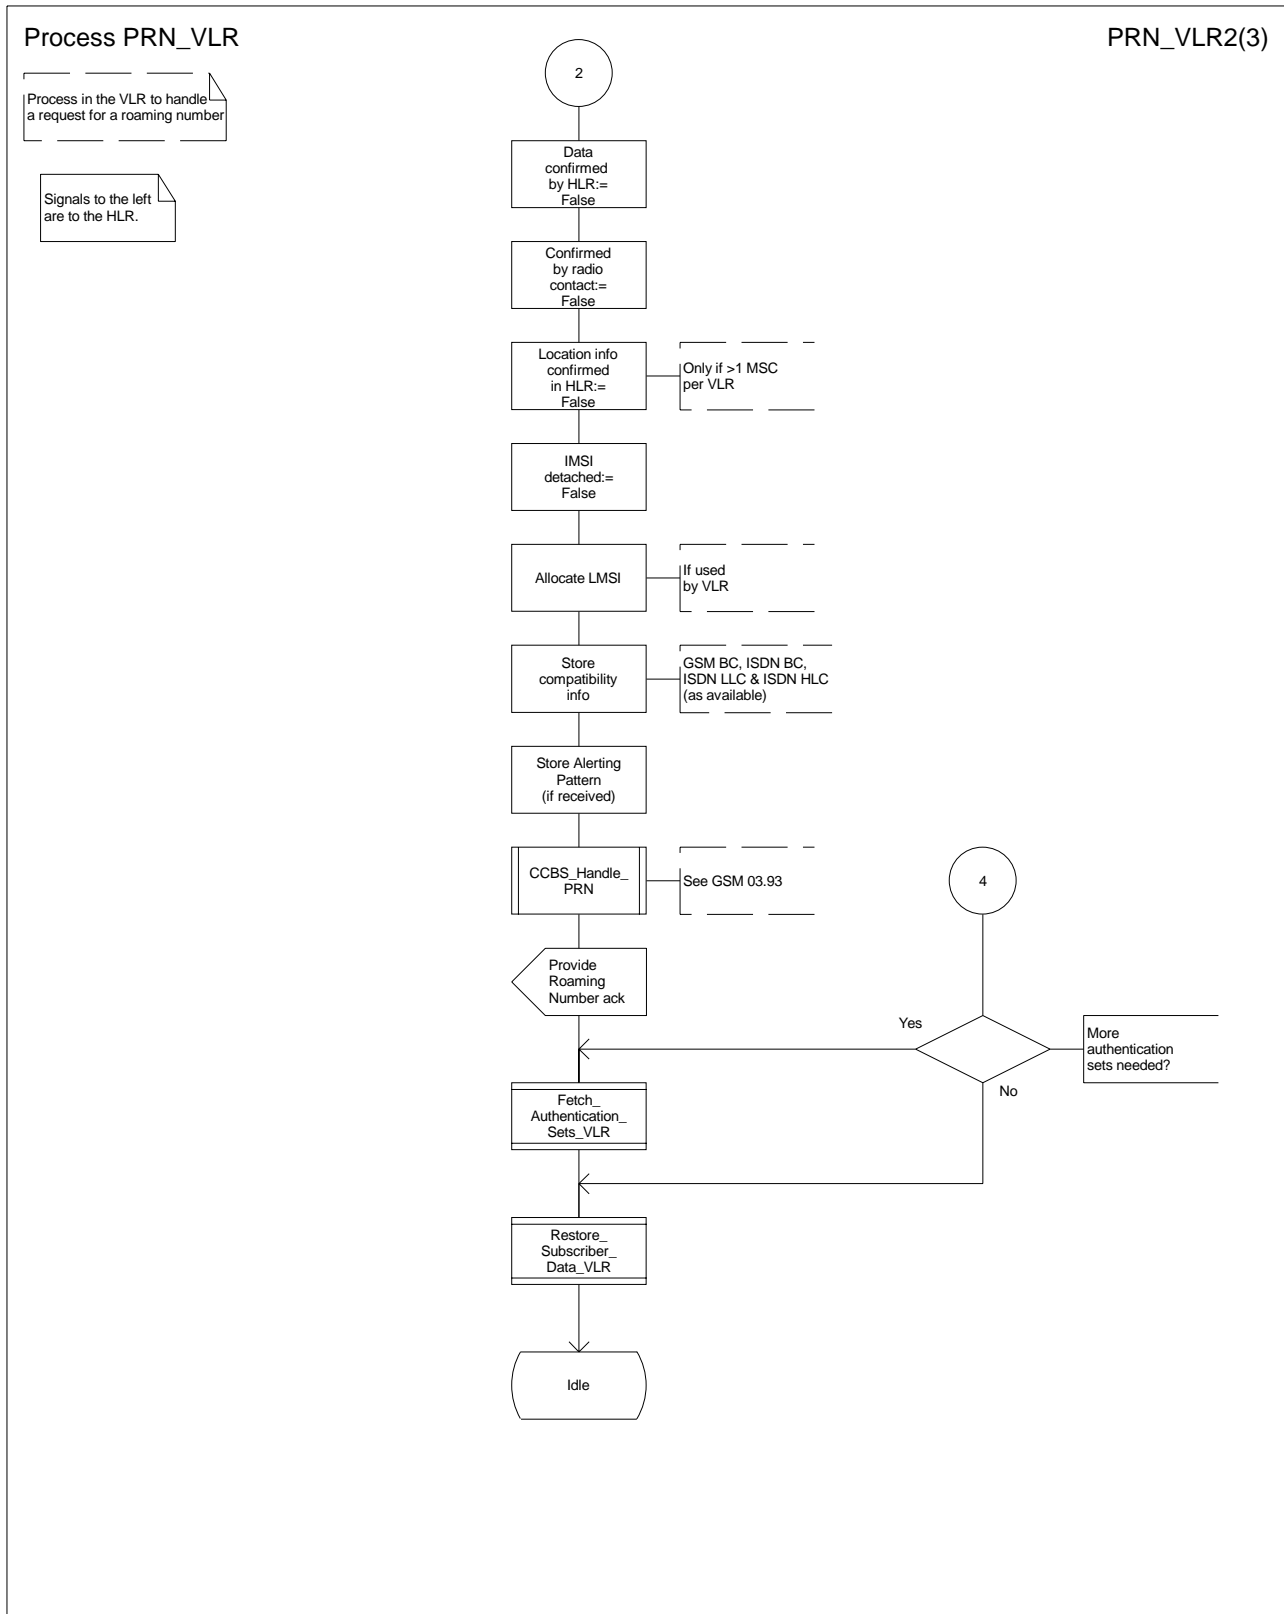 Process PRN_VLR
PRN_VLR2(3)
Process in the VLR to handle
a request for a roaming number
Signals to the left
are to the HLR.
2
Data
confirmed
by HLR:=
False
Confirmed
by radio
contact:=
False
Location info
confirmed
in HLR:=
False
Only if >1 MSC
per VLR
IMSI
detached:=
False
Allocate LMSI
If used
by VLR
Store
compatibility
info
GSM BC, ISDN BC,
ISDN LLC & ISDN HLC
(as available)
Store Alerting
Pattern
(if received)
CCBS_Handle_
PRN
See GSM 03.93
4
Provide
Roaming
Number ack
Yes
More
authentication
sets needed?
No
Fetch_
Authentication_
Sets_VLR
Restore_
Subscriber_
Data_VLR
Idle